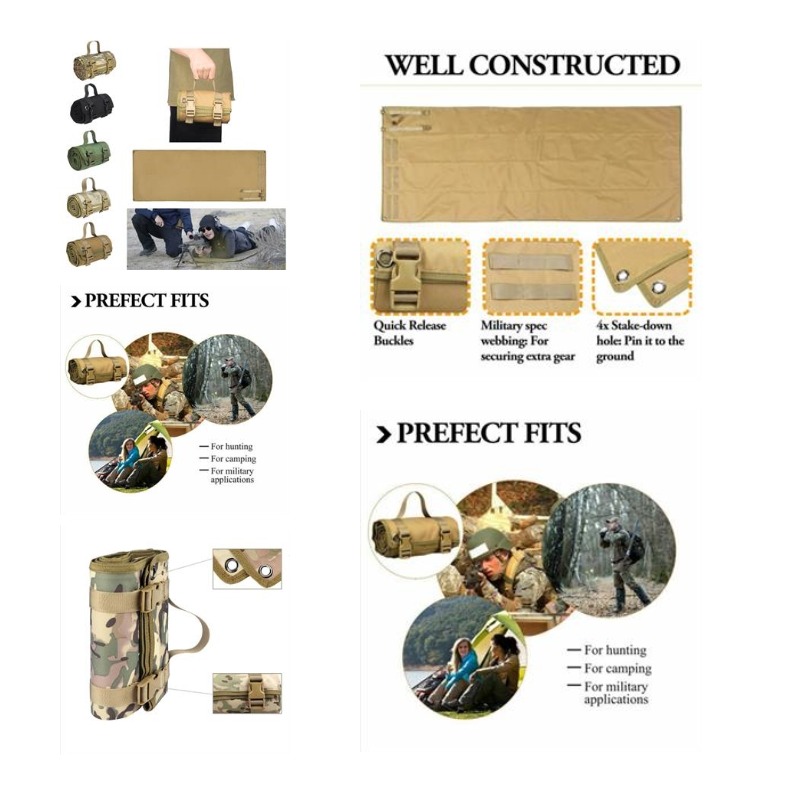 WELL CONSTRUCTED
Quick Release
Buckles
Military spec
webbing: For
securing extra gear
4x Stake-down
hole: Pin it to the
ground
PREFECT FITS
For hunting
For camping
For military
applications
PREFECT FITS
For hunting
For camping
For military
applications